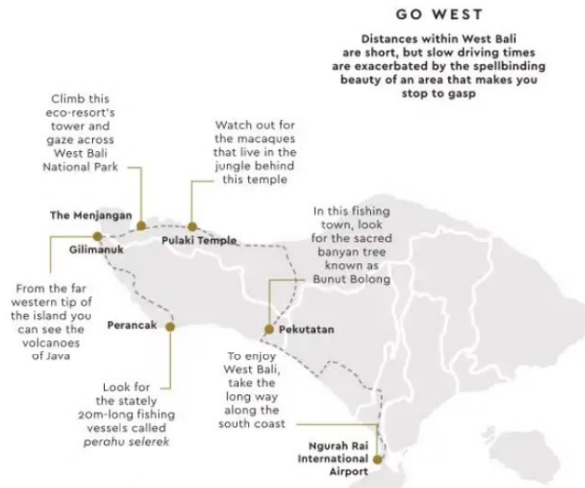 GO WEST
Distances within West Bali
are short, but slow driving times
are exacerbated by the spellbinding
beauty of an area that makes you
stop to gasp
Climb this
eco-resort's
tower and
gaze across
West Bali
National Park
Watch out for
the macaques
that live in the
jungle behind
this temple
In this fishing
town, look
for the sacred
banyan tree
known as
Bunut Bolong
The Menjangan
Pulaki Temple
Gilimanuk
From the far
western tip of
the island you
can see the
volcanoes
of Java
Perancak
Pekutatan
Look for
the stately
20m-long fishing
vessels called
perahu selerek
To enjoy
West Bali,
take the
long way
along the
south coast
Ngurah Rai
International
Airport